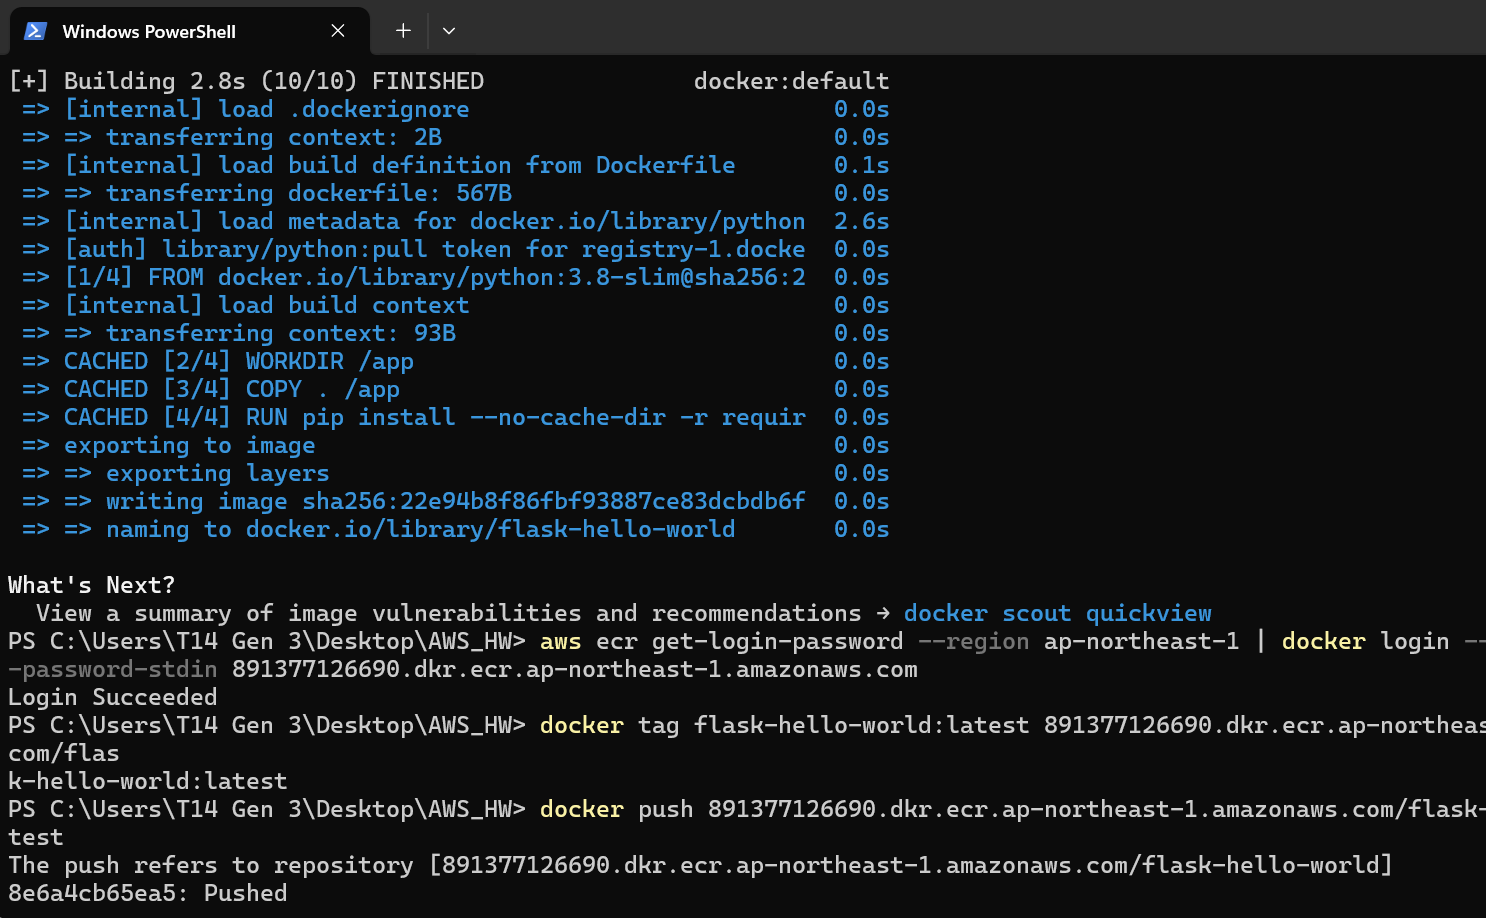 Windows PowerShell
[+] Building 2.8s (10/10) FINISHED docker:default
=> [internal] load .dockerignore 0.0s
=> => transferring context: 2B 0.0s
=> [internal] load build definition from Dockerfile 0.1s
=> => transferring dockerfile: 567B 0.0s
=> [internal] load metadata for docker.io/library/python 2.6s
=> [auth] library/python:pull token for registry-1.docke 0.0s
=> [1/4] FROM docker.io/library/python:3.8-slim@sha256:2 0.0s
=> [internal] load build context 0.0s
=> => transferring context: 93B 0.0s
=> CACHED [2/4] WORKDIR /app 0.0s
=> CACHED [3/4] COPY . /app 0.0s
=> CACHED [4/4] RUN pip install --no-cache-dir -r requir 0.0s
=> exporting to image 0.0s
=> => exporting layers 0.0s
=> => writing image sha256:22e94b8f86fbf93887ce83dcbdb6f 0.0s
=> => naming to docker.io/library/flask-hello-world 0.0s
What's Next?
View a summary of image vulnerabilities and recommendations → docker scout quickview
PS C:\Users\T14 Gen 3\Desktop\AWS_HW> aws ecr get-login-password --region ap-northeast-1 | docker login --
-password-stdin 891377126690.dkr.ecr.ap-northeast-1.amazonaws.com
Login Succeeded
PS C:\Users\T14 Gen 3\Desktop\AWS_HW> docker tag flask-hello-world:latest 891377126690.dkr.ecr.ap-northeas
com/flas
k-hello-world:latest
PS C:\Users\T14 Gen 3\Desktop\AWS_HW> docker push 891377126690.dkr.ecr.ap-northeast-1.amazonaws.com/flask-
test
The push refers to repository [891377126690.dkr.ecr.ap-northeast-1.amazonaws.com/flask-hello-world]
8e6a4cb65ea5: Pushed